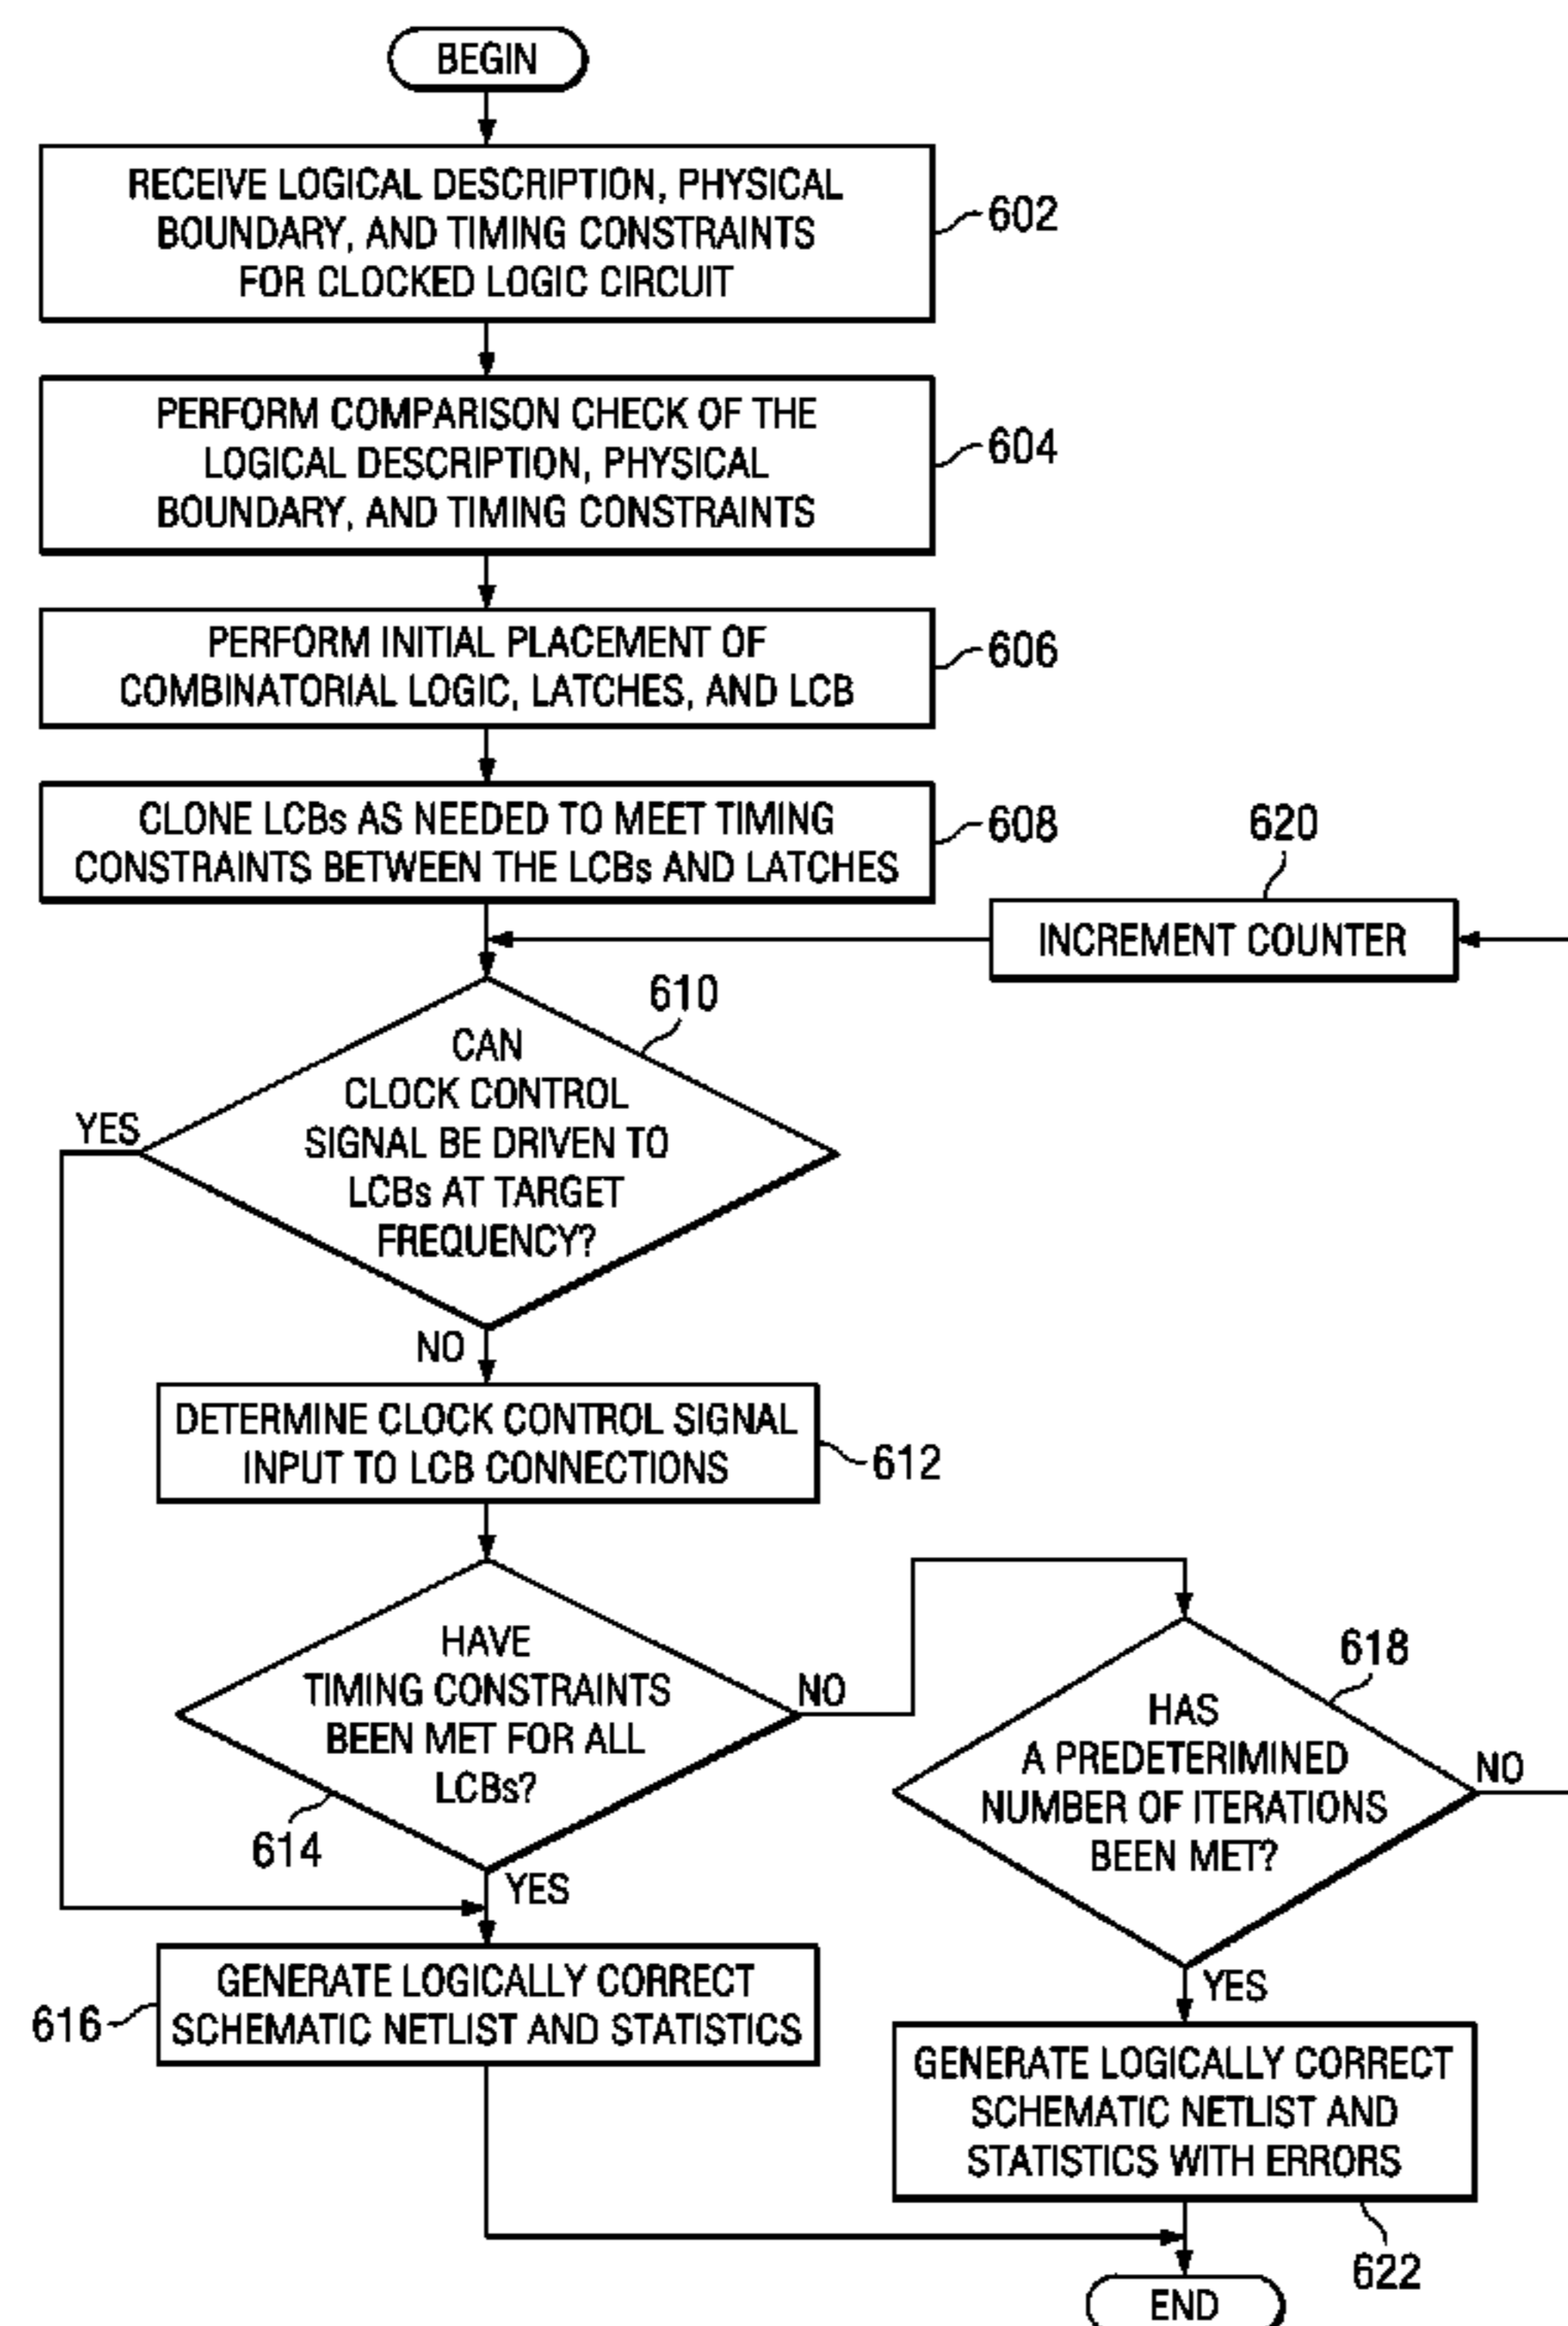 BEGIN
RECEIVE LOGICAL DESCRIPTION, PHYSICAL
BOUNDARY, AND TIMING CONSTRAINTS
FOR CLOCKED LOGIC CIRCUIT
602
PERFORM COMPARISON CHECK OF THE
LOGICAL DESCRIPTION, PHYSICAL
BOUNDARY, AND TIMING CONSTRAINTS
604
PERFORM INITIAL PLACEMENT OF
COMBINATORIAL LOGIC, LATCHES, AND LCB
606
CLONE LCBs AS NEEDED TO MEET TIMING
CONSTRAINTS BETWEEN THE LCBs AND LATCHES
608
620
INCREMENT COUNTER
610
CAN
CLOCK CONTROL
SIGNAL BE DRIVEN TO
LCBs AT TARGET
FREQUENCY?
YES
NO
DETERMINE CLOCK CONTROL SIGNAL
INPUT TO LCB CONNECTIONS
612
HAVE
TIMING CONSTRAINTS
BEEN MET FOR ALL
LCBs?
NO
614
YES
618
HAS
A PREDETERIMINED
NUMBER OF ITERATIONS
BEEN MET?
NO
YES
GENERATE LOGICALLY CORRECT
SCHEMATIC NETLIST AND STATISTICS
616
GENERATE LOGICALLY CORRECT
SCHEMATIC NETLIST AND
STATISTICS WITH ERRORS
622
END